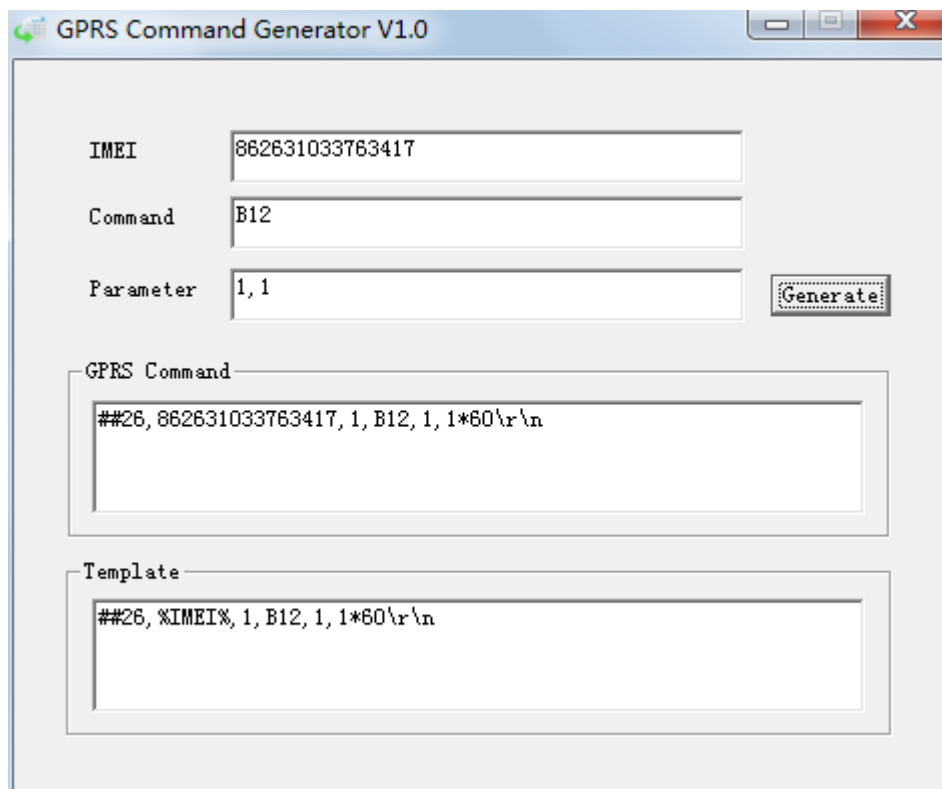 GPRS Command Generator V1.0
IMEI 862631033763417
Command B12
Parameter 1,1 Generate
GPRS Command
##26,862631033763417,1,B12,1,1*60\r\n
Template
##26,%IMEI%,1,B12,1,1*60\r\n